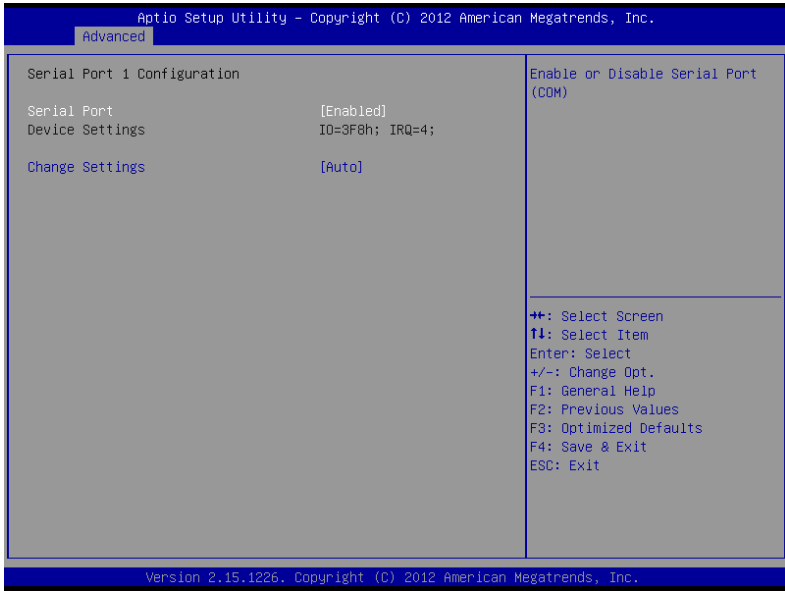 Aptio Setup Utility – Copyright (C) 2012 American Megatrends, Inc.
Advanced
Serial Port 1 Configuration
Serial Port [Enabled]
Device Settings IO=3F8h; IRQ=4;
Change Settings [Auto]
Enable or Disable Serial Port
(COM)
→←: Select Screen
↑↓: Select Item
Enter: Select
+/-: Change Opt.
F1: General Help
F2: Previous Values
F3: Optimized Defaults
F4: Save & Exit
ESC: Exit
Version 2.15.1226. Copyright (C) 2012 American Megatrends, Inc.